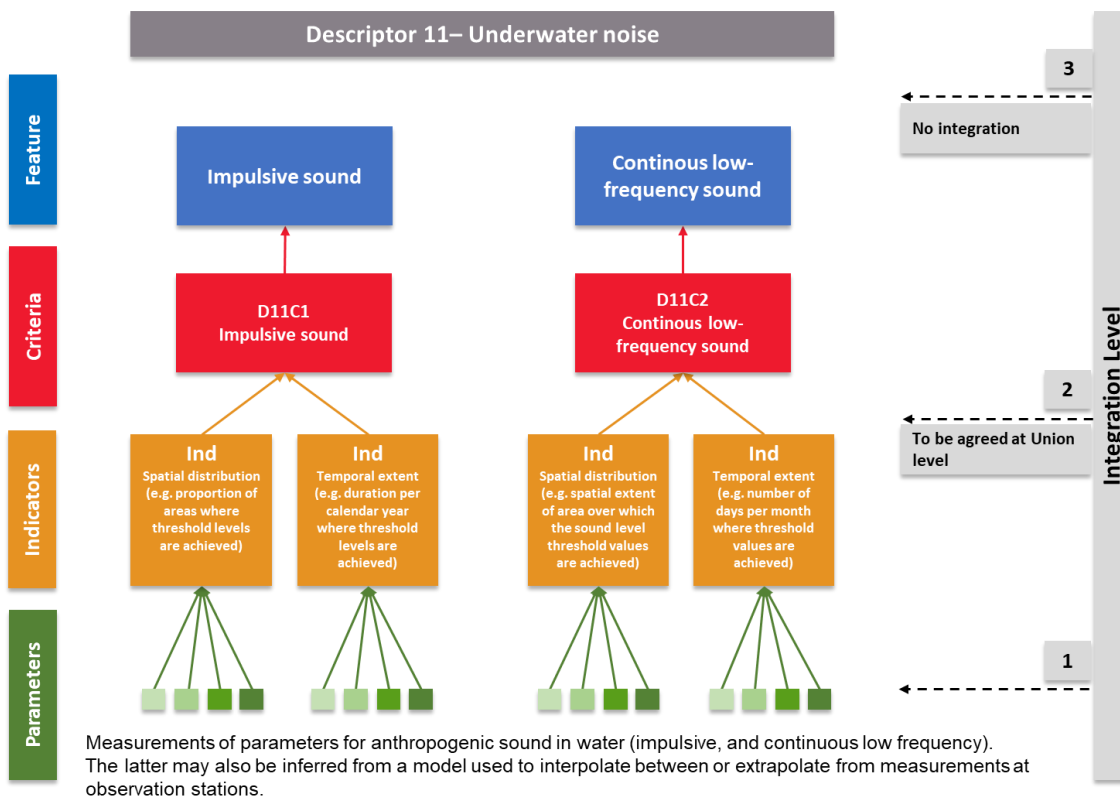 Descriptor 11– Underwater noise
3
No integration
Feature
Impulsive sound
Continous low-
frequency sound
Criteria
D11C1
Impulsive sound
D11C2
Continous low-
frequency sound
2
To be agreed at Union
level
Integration Level
Indicators
Ind
Spatial distribution
(e.g. proportion of
areas where
threshold levels
are achieved)
Ind
Temporal extent
(e.g. duration per
calendar year
where threshold
levels are
achieved)
Ind
Spatial distribution
(e.g. spatial extent
of area over which
the sound level
threshold values
are achieved)
Ind
Temporal extent
(e.g. number of
days per month
where threshold
values are
achieved)
1
Parameters
Measurements of parameters for anthropogenic sound in water (impulsive, and continuous low frequency).
The latter may also be inferred from a model used to interpolate between or extrapolate from measurements at
observation stations.